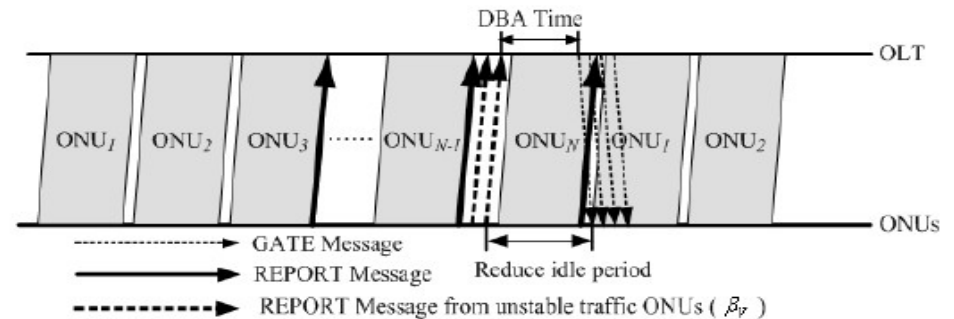 DBA Time
OLT
ONU1 ONU2 ONU3 ........ ONUN-1 ONUN ONU1 ONU2
ONUs
GATE Message
Reduce idle period
REPORT Message
REPORT Message from unstable traffic ONUs ( βV )